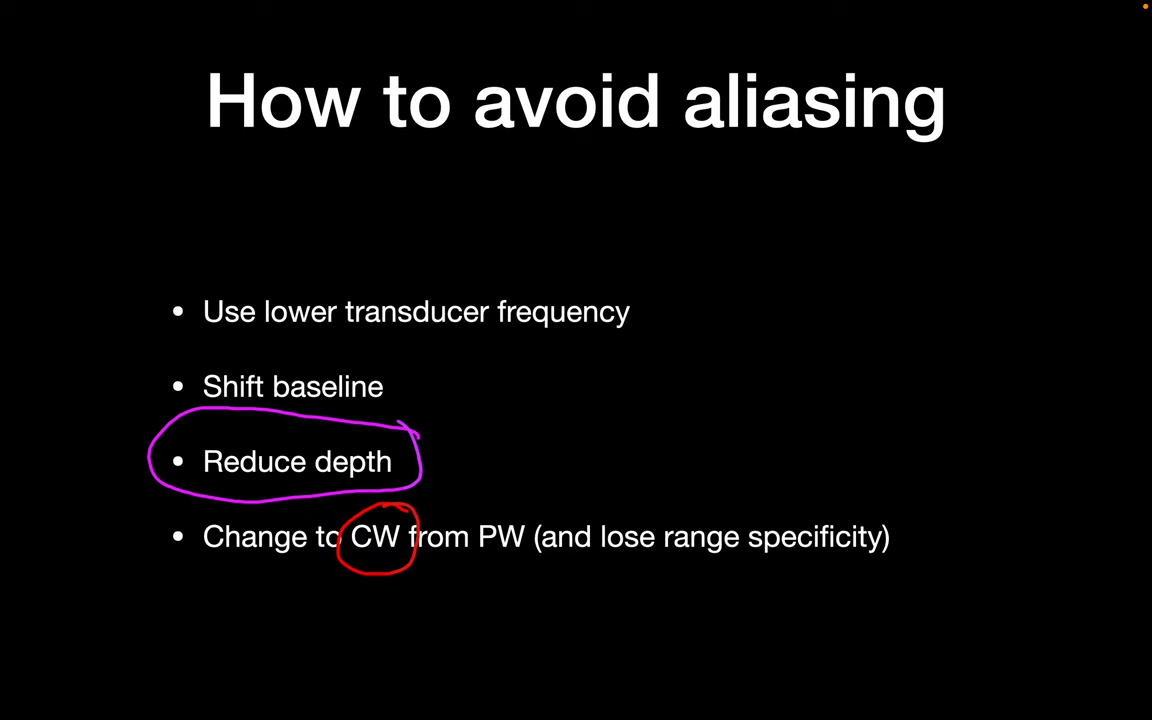 How to avoid aliasing
• Use lower transducer frequency
• Shift baseline
• Reduce depth
• Change to CW from PW (and lose range specificity)